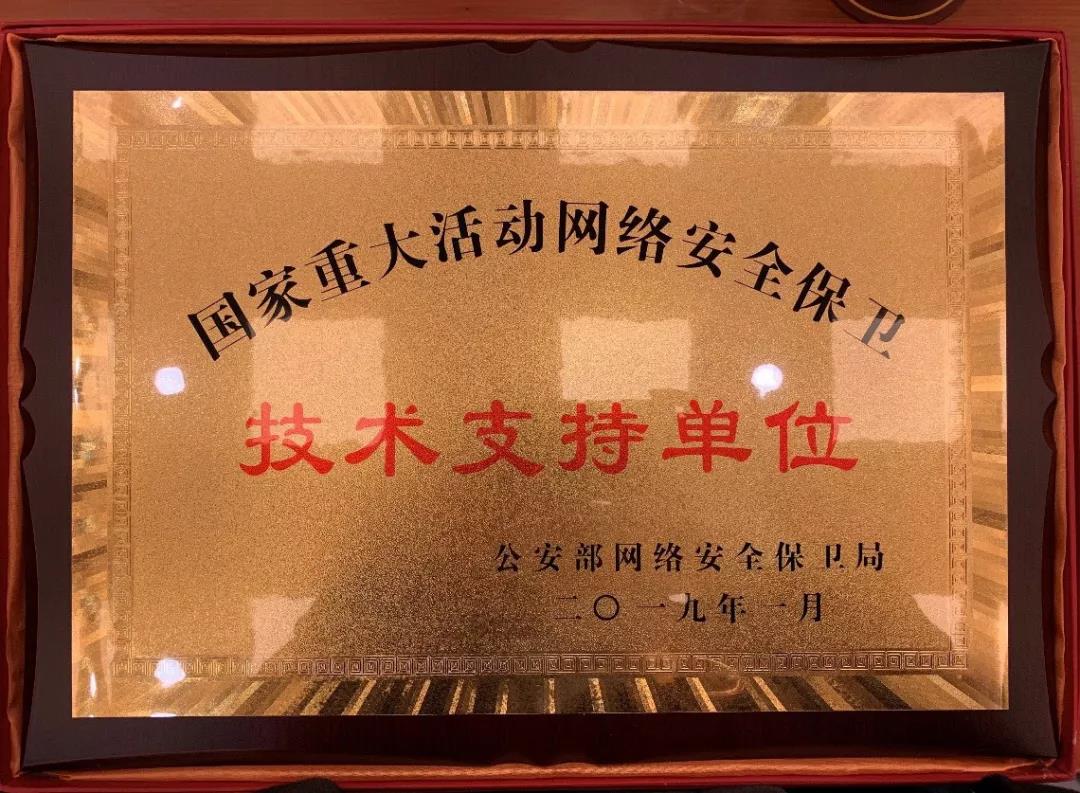 国家重大活动网络安全保卫
技术支持单位
公安部网络安全保卫局
二〇一九年一月